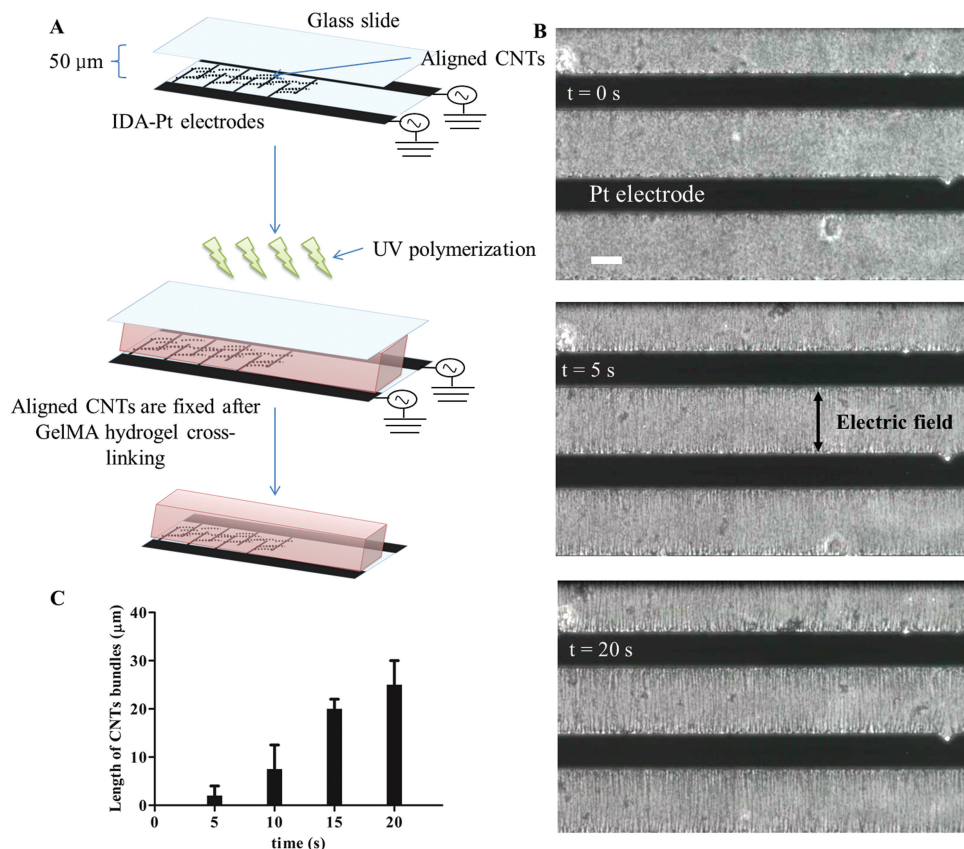 A
Glass slide
50 µm
Aligned CNTs
IDA-Pt electrodes
UV polymerization
Aligned CNTs are fixed after
GelMA hydrogel cross-
linking
B
t = 0 s
Pt electrode
t = 5 s
Electric field
t = 20 s
C
Length of CNTs bundles (µm)
40
30
20
10
0
0 5 10 15 20
time (s)